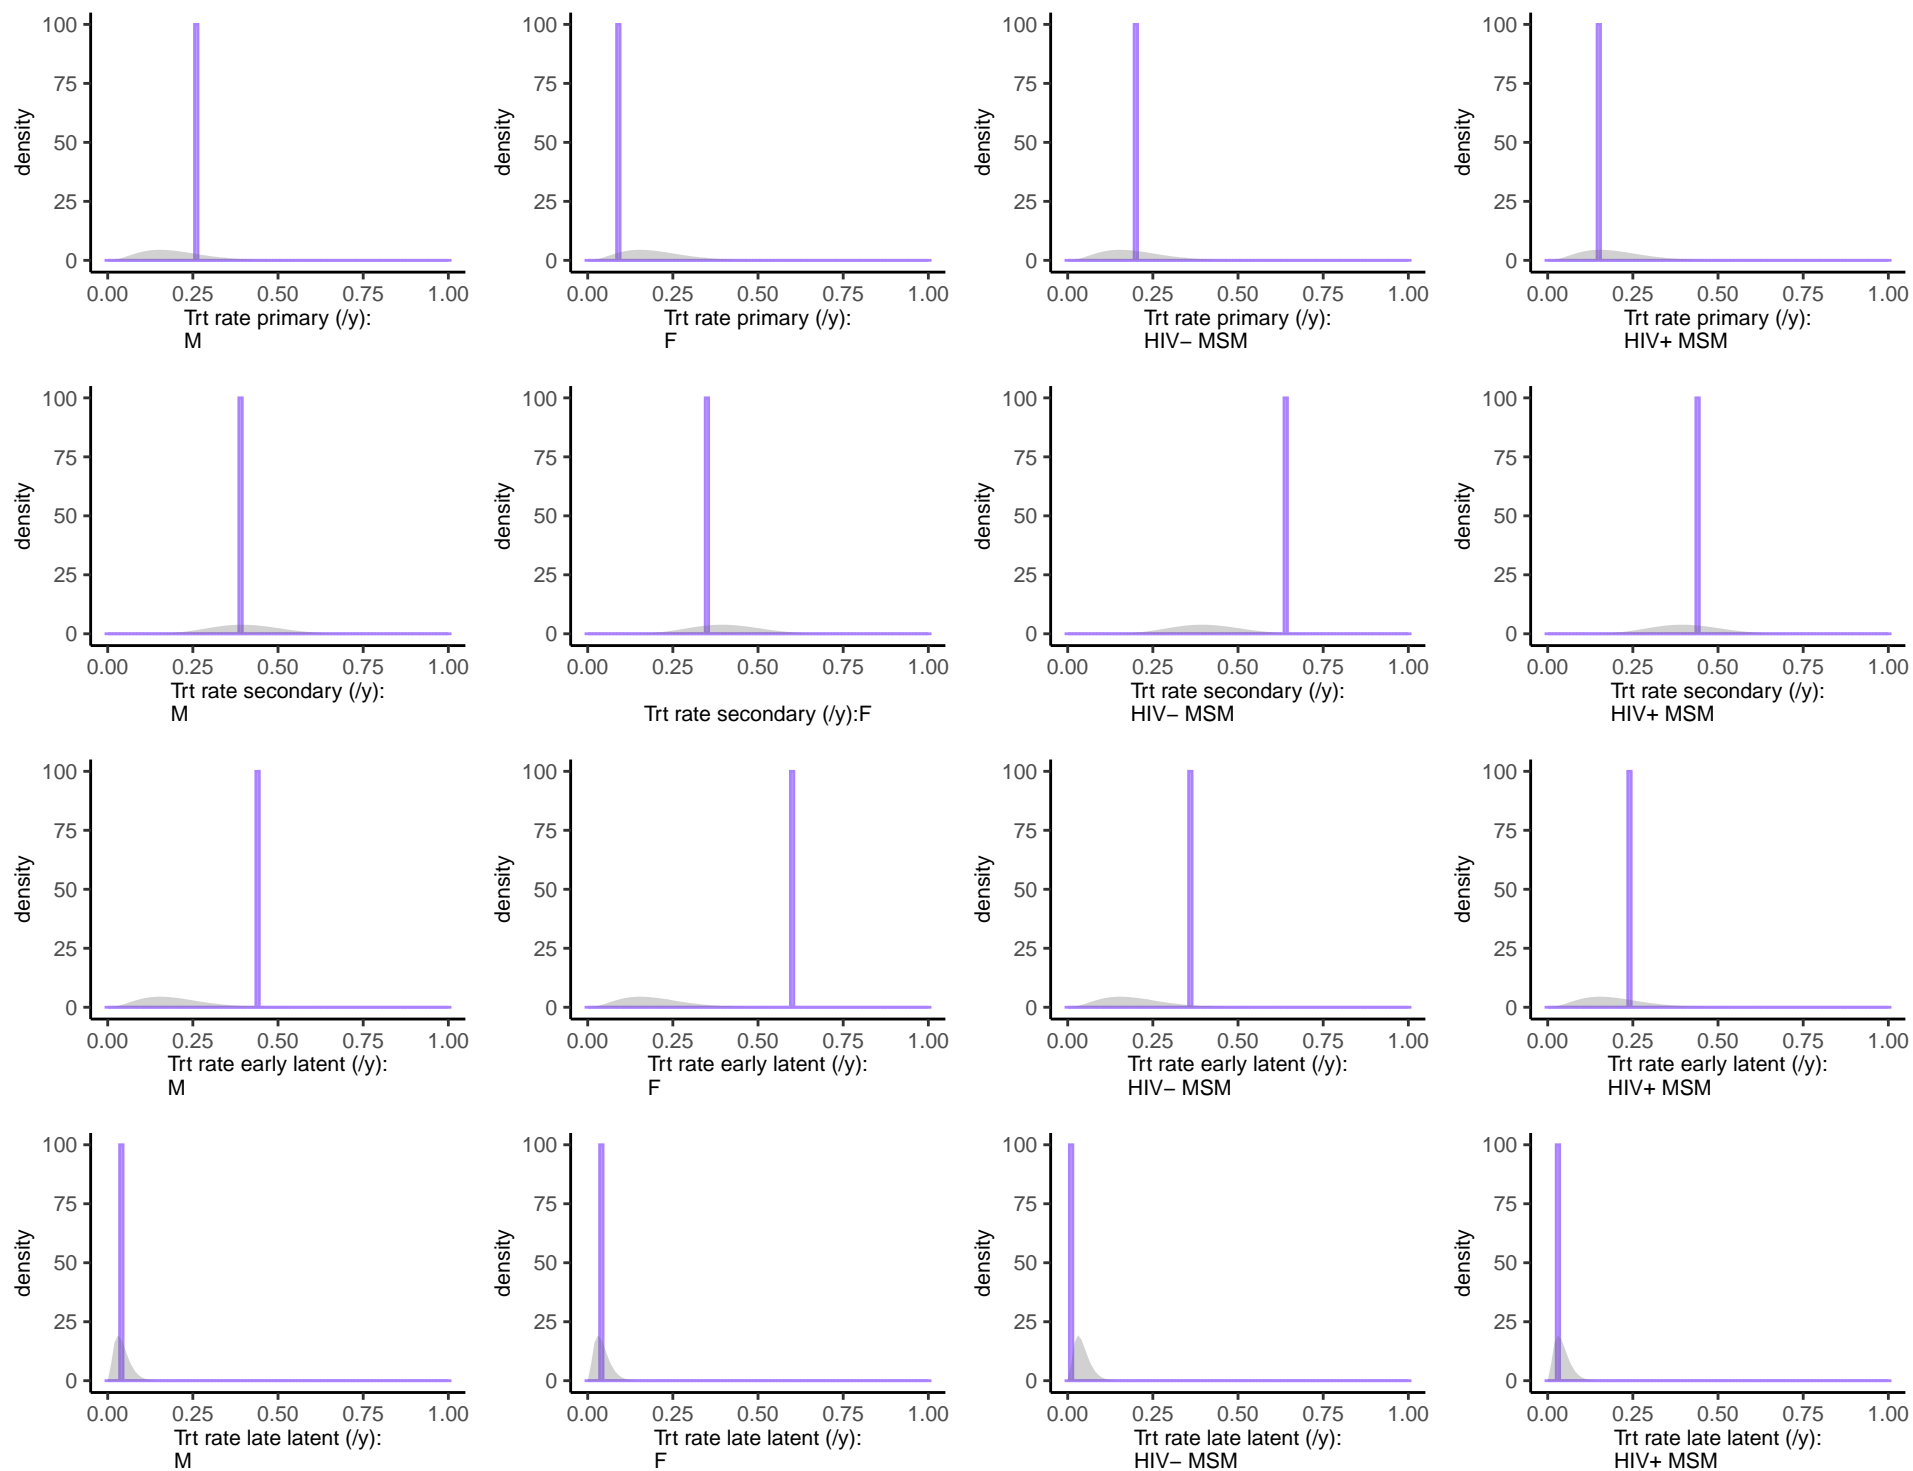 100
75
50
25
0
density
0.00 0.25 0.50 0.75 1.00
Trt rate primary (/y):
M
100
75
50
25
0
density
0.00 0.25 0.50 0.75 1.00
Trt rate primary (/y):
F
100
75
50
25
0
density
0.00 0.25 0.50 0.75 1.00
Trt rate primary (/y):
HIV− MSM
100
75
50
25
0
density
0.00 0.25 0.50 0.75 1.00
Trt rate primary (/y):
HIV+ MSM
100
75
50
25
0
density
0.00 0.25 0.50 0.75 1.00
Trt rate secondary (/y):
M
100
75
50
25
0
density
0.00 0.25 0.50 0.75 1.00
Trt rate secondary (/y):F
100
75
50
25
0
density
0.00 0.25 0.50 0.75 1.00
Trt rate secondary (/y):
HIV− MSM
100
75
50
25
0
density
0.00 0.25 0.50 0.75 1.00
Trt rate secondary (/y):
HIV+ MSM
100
75
50
25
0
density
0.00 0.25 0.50 0.75 1.00
Trt rate early latent (/y):
M
100
75
50
25
0
density
0.00 0.25 0.50 0.75 1.00
Trt rate early latent (/y):
F
100
75
50
25
0
density
0.00 0.25 0.50 0.75 1.00
Trt rate early latent (/y):
HIV− MSM
100
75
50
25
0
density
0.00 0.25 0.50 0.75 1.00
Trt rate early latent (/y):
HIV+ MSM
100
75
50
25
0
density
0.00 0.25 0.50 0.75 1.00
Trt rate late latent (/y):
M
100
75
50
25
0
density
0.00 0.25 0.50 0.75 1.00
Trt rate late latent (/y):
F
100
75
50
25
0
density
0.00 0.25 0.50 0.75 1.00
Trt rate late latent (/y):
HIV− MSM
100
75
50
25
0
density
0.00 0.25 0.50 0.75 1.00
Trt rate late latent (/y):
HIV+ MSM